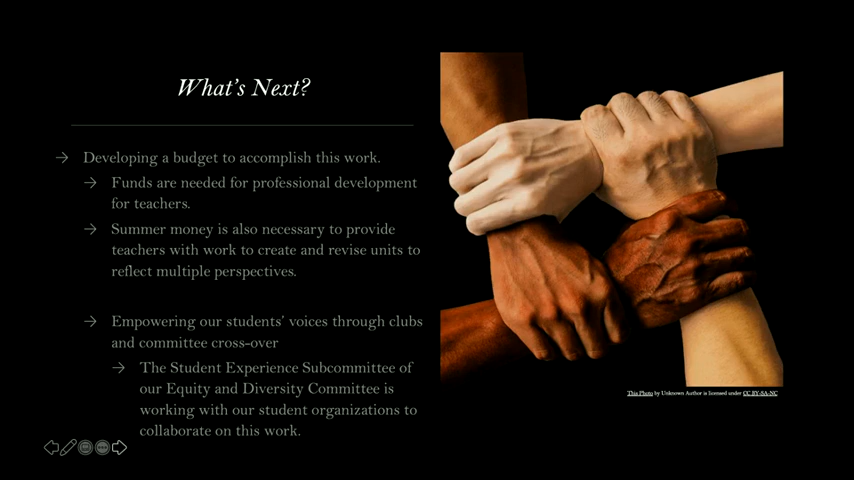 What's Next?
→ Developing a budget to accomplish this work.
→ Funds are needed for professional development
for teachers.
→ Summer money is also necessary to provide
teachers with work to create and revise units to
reflect multiple perspectives.
→ Empowering our students' voices through clubs
and committee cross-over
→ The Student Experience Subcommittee of
our Equity and Diversity Committee is
working with our student organizations to
collaborate on this work.
This Photo by Unknown Author is licensed under CC BY-SA-NC